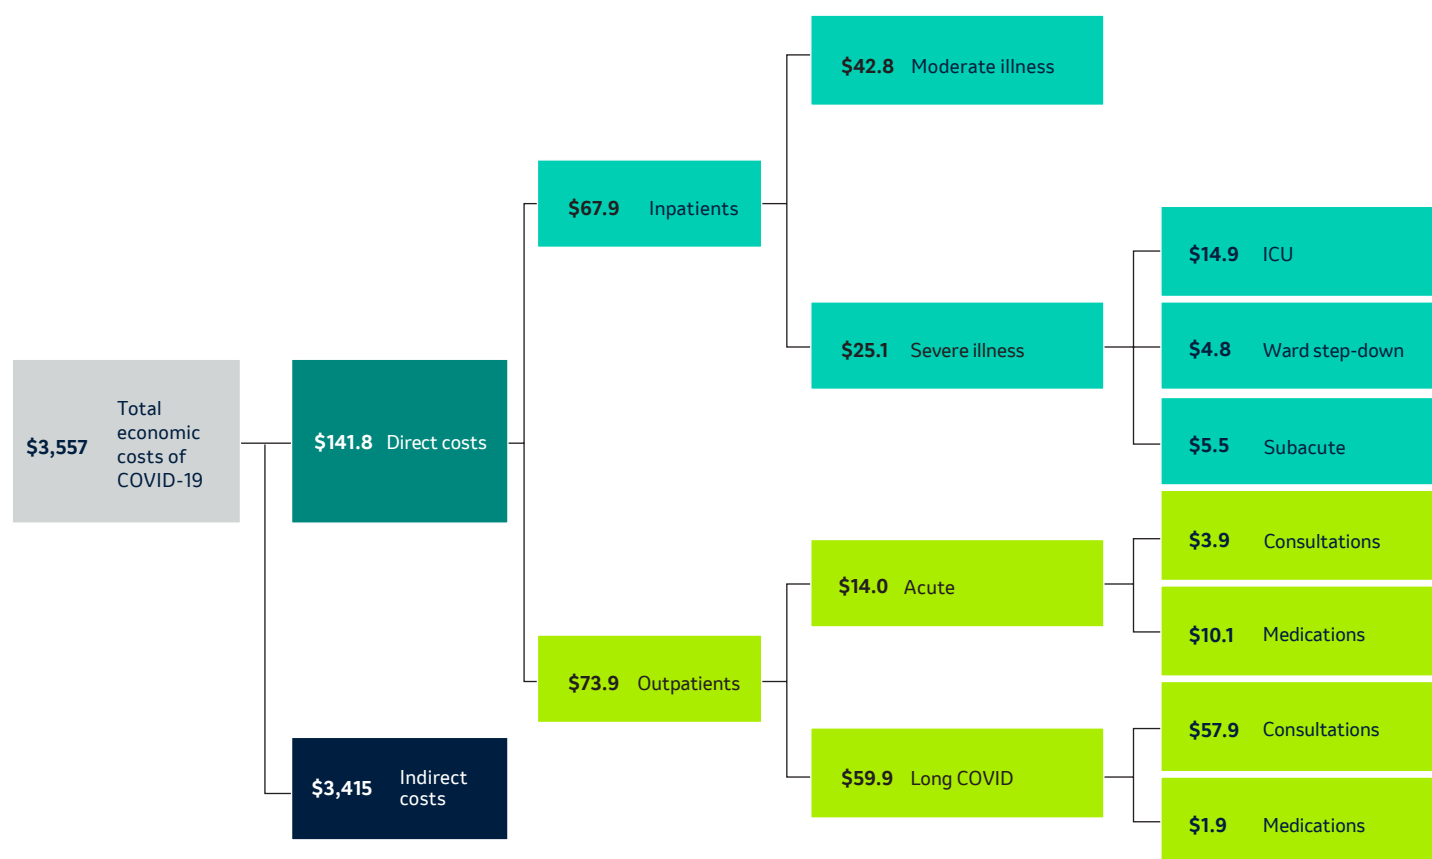 $42.8 Moderate illness
$67.9 Inpatients
$14.9 ICU
$25.1 Severe illness
$4.8 Ward step-down
$5.5 Subacute
$3,557
Total
economic
costs of
COVID-19
$141.8 Direct costs
$3.9 Consultations
$14.0 Acute
$10.1 Medications
$73.9 Outpatients
$57.9 Consultations
$59.9 Long COVID
$1.9 Medications
$3,415
Indirect
costs